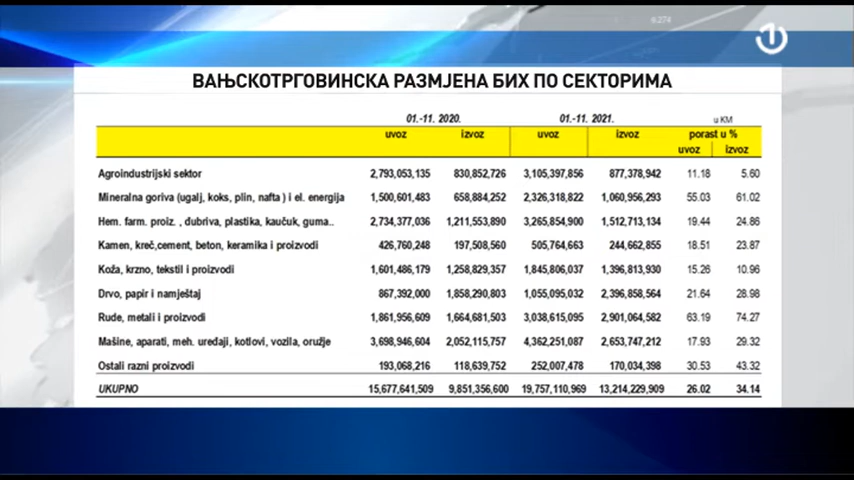 6:274
1
ВАЊСКОТРГОВИНСКА РАЗМЈЕНА БИХ ПО СЕКТОРИМА
01.-11. 2020. 01.-11. 2021. u KM
uvoz izvoz uvoz izvoz porast u %
uvoz izvoz
Agroindustrijski sektor 2,793,053,135 830,852,726 3,105,397,856 877,378,942 11.18 5.60
Mineralna goriva (ugalj, koks, plin, nafta ) i el. energija 1,500,601,483 658,884,252 2,326,318,822 1,060,956,293 55.03 61.02
Hem. farm. proiz. , dubriva, plastika, kaučuk, guma.. 2,734,377,036 1,211,553,890 3,265,854,900 1,512,713,134 19.44 24.86
Kamen, kreč,cement, beton, keramika i proizvodi 426,760,248 197,508,560 505,764,663 244,662,855 18.51 23.87
Koža, krzno, tekstil i proizvodi 1,601,486,179 1,258,829,357 1,845,806,037 1,396,813,930 15.26 10.96
Drvo, papir i namještaj 867,392,000 1,858,290,803 1,055,095,032 2,396,858,564 21.64 28.98
Rude, metali i proizvodi 1,861,956,609 1,664,681,503 3,038,615,095 2,901,064,582 63.19 74.27
Mašine, aparati, meh. uređaji, kotlovi, vozila, oružje 3,698,946,604 2,052,115,757 4,362,251,087 2,653,747,212 17.93 29.32
Ostali razni proizvodi 193,068,216 118,639,752 252,007,478 170,034,398 30.53 43.32
UKUPNO 15,677,641,509 9,851,356,600 19,757,110,969 13,214,229,909 26.02 34.14